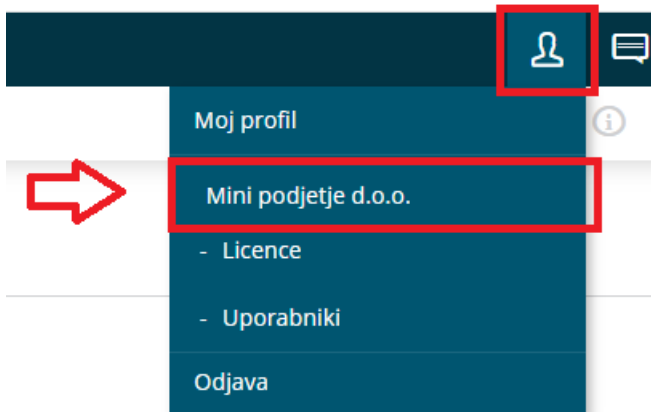 Moj profil
Mini podjetje d.o.o.
- Licence
- Uporabniki
Odjava